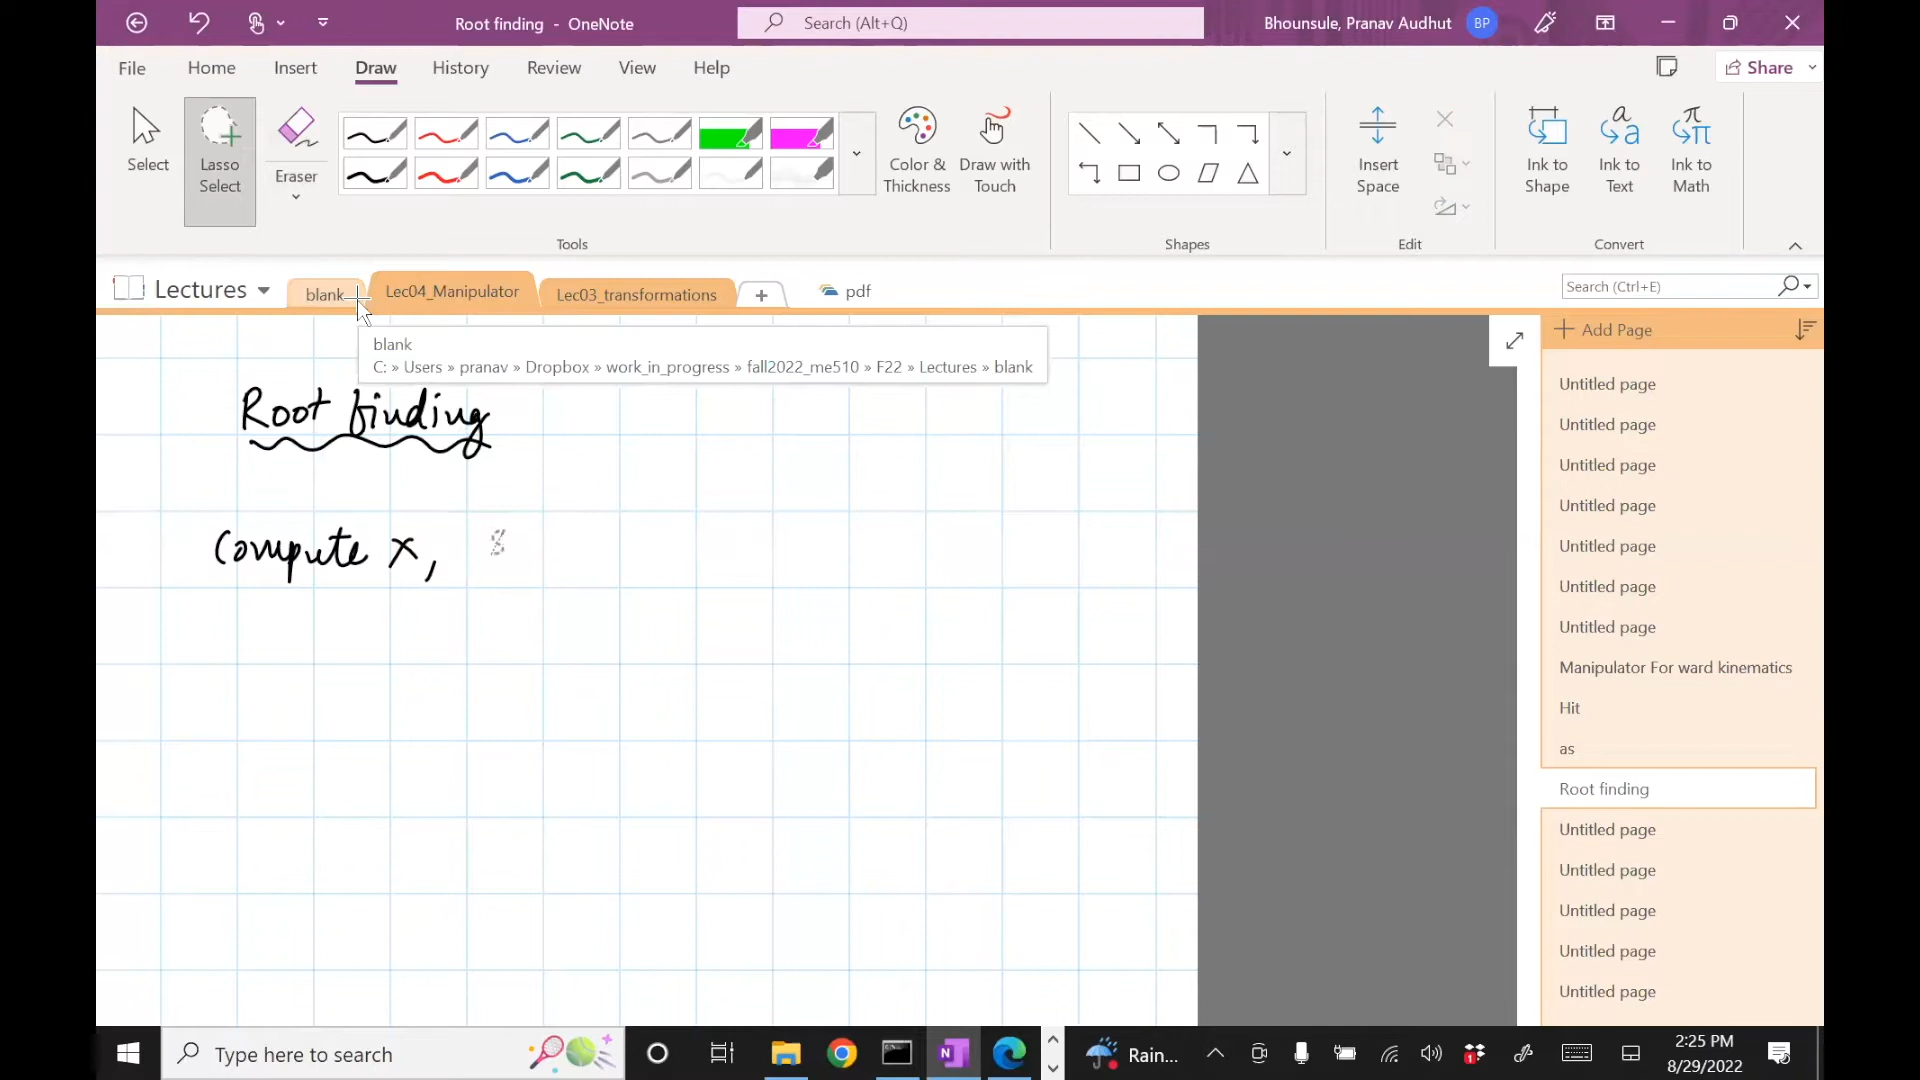 Root finding - OneNote
Search (Alt+Q)
Bhounsule, Pranav Audhut
BP
File
Home
Insert
Draw
History
Review
View
Help
Share
Select
Lasso
Select
Eraser
Color &
Thickness
Draw with
Touch
Insert
Space
a
a
π
π
Ink to
Shape
Ink to
Text
Ink to
Math
Tools
Shapes
Edit
Convert
Lectures
blank
Lec04_Manipulator
Lec03_transformations
pdf
Search (Ctrl+E)
blank
C: » Users » pranav » Dropbox » work_in_progress » fall2022_me510 » F22 » Lectures » blank
Root finding
Compute x,
Add Page
Untitled page
Untitled page
Untitled page
Untitled page
Untitled page
Untitled page
Untitled page
Manipulator For ward kinematics
Hit
as
Root finding
Untitled page
Untitled page
Untitled page
Untitled page
Untitled page
Type here to search
Rain...
2:25 PM
8/29/2022